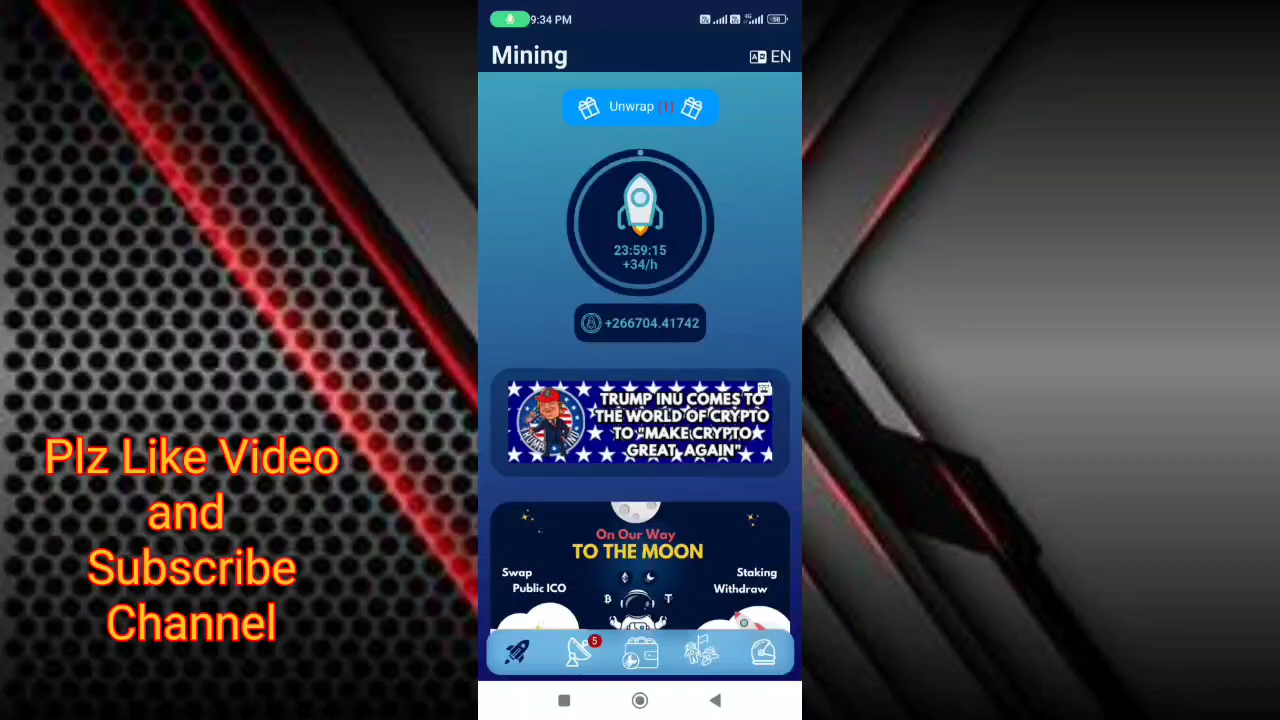 9:34 PM
Mining
EN
Unwrap (1)
23:59:15
+34/h
+266704.41742
TRUMP INU COMES TO
THE WORLD OF CRYPTO
TO "MAKE CRYPTO
GREAT, AGAIN"
On Our Way
TO THE MOON
Swap
Staking
Public ICO
Withdraw
5
Plz Like Video
and
Subscribe
Channel